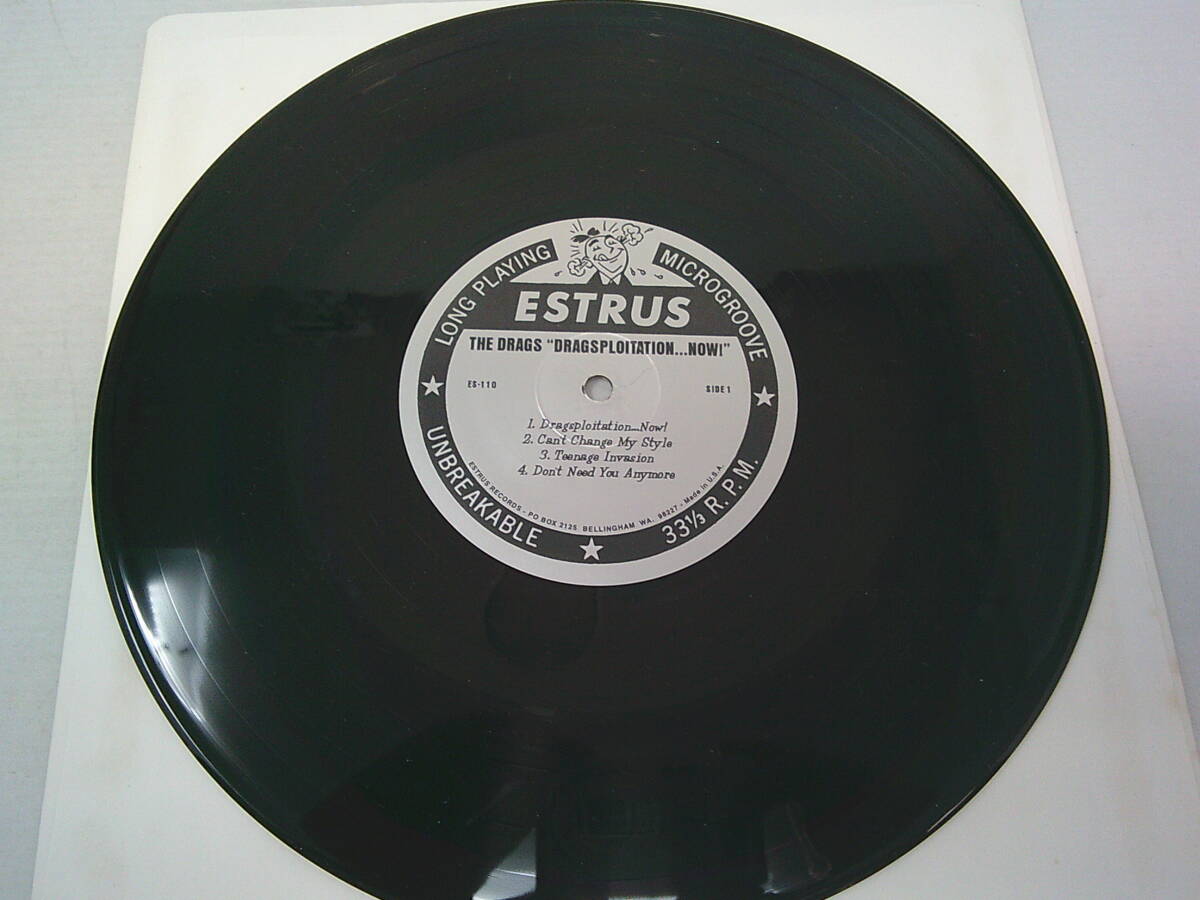 LONG PLAYING
MICROGROOVE
ESTRUS
THE DRAGS "DRAGSPLOITATION...NOW!"
ES-110
SIDE 1
1. Dragsploitation...Now!
2. Can't Change My Style
3. Teenage Invasion
4. Don't Need You Anymore
ESTRUS RECORDS - PO BOX 2125 BELLINGHAM WA. 98227 - Made in U.S.A.
UNBREAKABLE
33⅓ R.P.M.